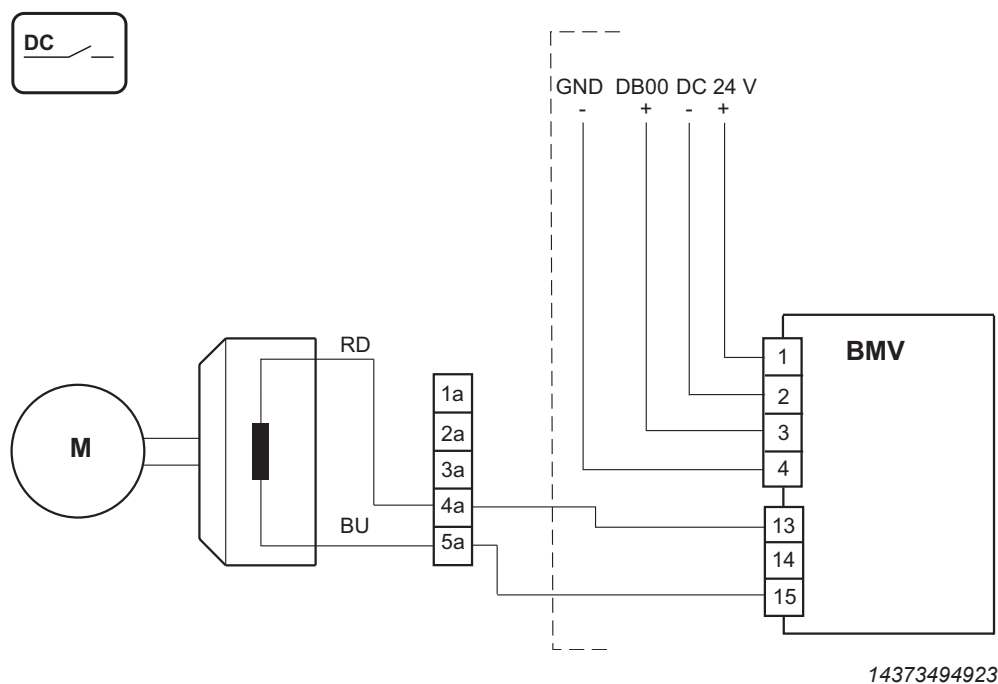 DC
GND DB00 DC 24 V
- + - +
BMV
1
2
3
4
13
14
15
RD
BU
M
1a
2a
3a
4a
5a
14373494923